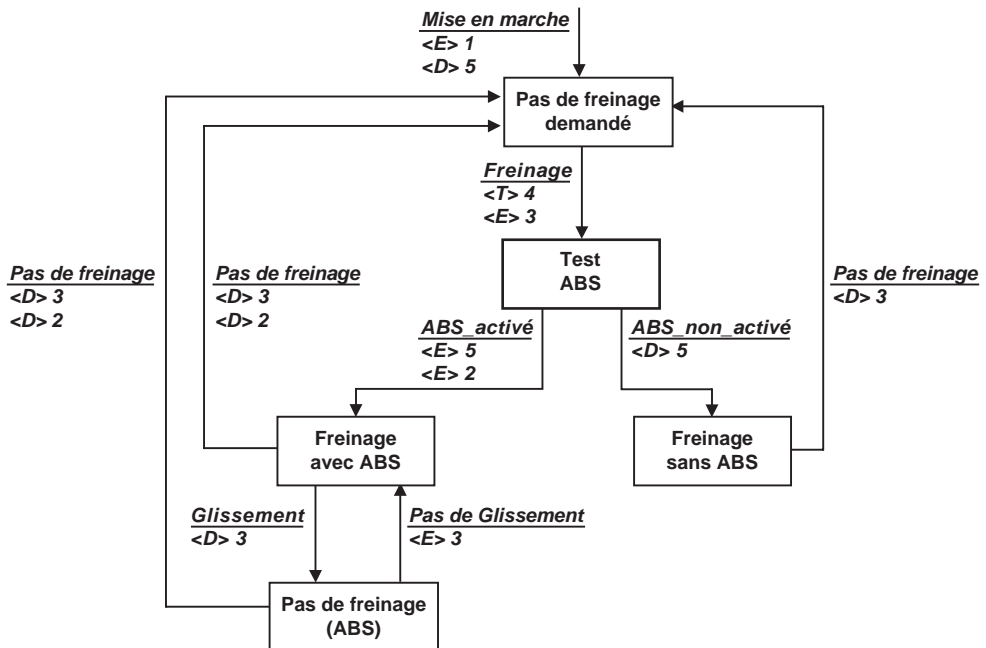 Mise en marche
<E> 1
<D> 5
Pas de freinage
demandé
Freinage
<T> 4
<E> 3
Test
ABS
Pas de freinage
<D> 3
<D> 2
Pas de freinage
<D> 3
<D> 2
Pas de freinage
<D> 3
ABS_activé
<E> 5
<E> 2
ABS_non_activé
<D> 5
Freinage
avec ABS
Freinage
sans ABS
Glissement
<D> 3
Pas de Glissement
<E> 3
Pas de freinage
(ABS)